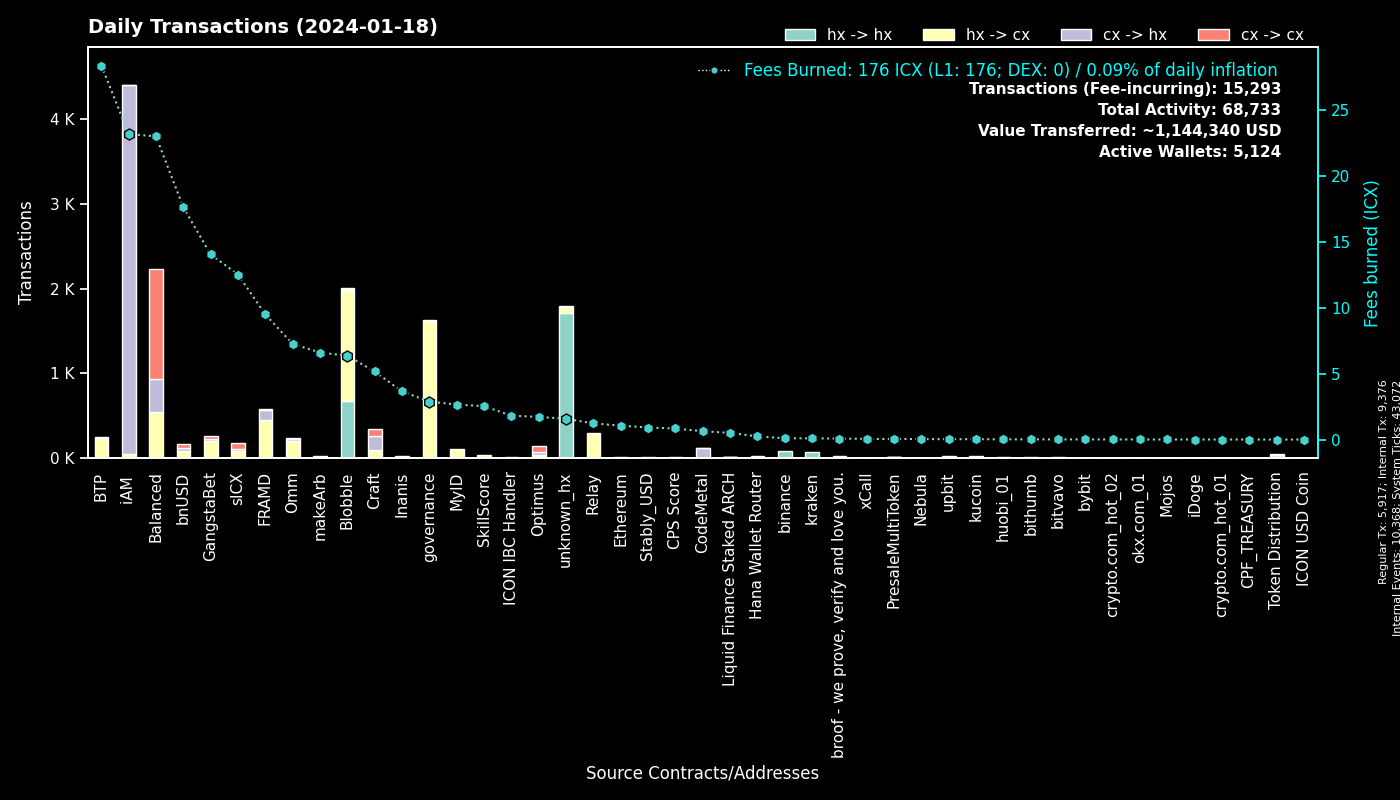 Daily Transactions (2024-01-18)
hx -> hx
hx -> cx
cx -> hx
cx -> cx
Fees Burned: 176 ICX (L1: 176; DEX: 0) / 0.09% of daily inflation
Transactions (Fee-incurring): 15,293
Total Activity: 68,733
Value Transferred: ~1,144,340 USD
Active Wallets: 5,124
Transactions
4 K
3 K
2 K
1 K
0 K
25
20
15
10
5
0
Fees burned (ICX)
BTP
iAM
Balanced
bnUSD
GangstaBet
sICX
FRAMD
Omm
makeArb
Blobble
Craft
Inanis
governance
MyID
SkillScore
ICON IBC Handler
Optimus
unknown_hx
Relay
Ethereum
Stably_USD
CPS Score
CodeMetal
Liquid Finance Staked ARCH
Hana Wallet Router
binance
kraken
broof - we prove, verify and love you.
xCall
PresaleMultiToken
Nebula
upbit
kucoin
huobi_01
bithumb
bitvavo
bybit
crypto.com_hot_02
okx.com_01
Mojos
iDoge
crypto.com_hot_01
CPF_TREASURY
Token Distribution
ICON USD Coin
Source Contracts/Addresses
Regular Tx: 5,917; Internal Tx: 9,376
Internal Events: 10,368; System Ticks: 43,072